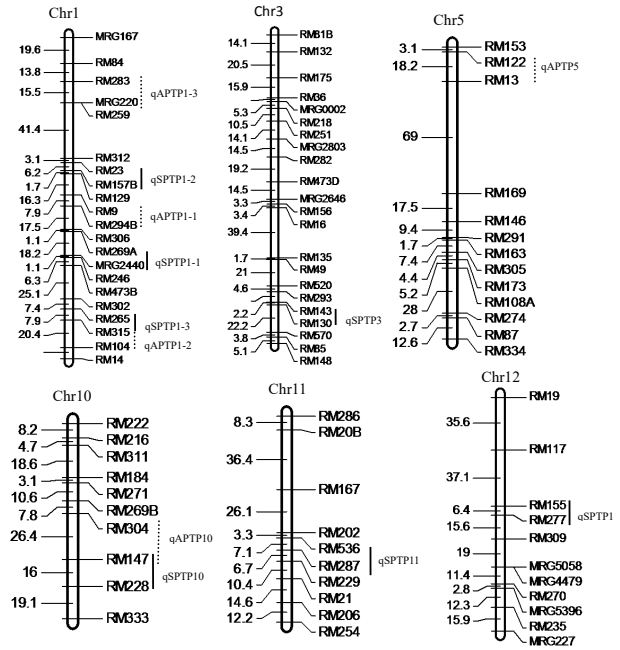 Chr1
MRG167
19.6
RM84
13.8
RM283
15.5
qAPTP1-3
MRG220
RM259
41.4
3.1
RM312
6.2
RM23
qSPTP1-2
1.7
RM157B
16.3
RM129
7.9
RM9
qAPTP1-1
17.5
RM294B
1.1
RM306
18.2
RM269A
qSPTP1-1
1.1
MRG2440
6.3
RM246
25.1
RM473B
7.4
RM302
7.9
RM265
qSPTP1-3
20.4
RM315
RM104
qAPTP1-2
RM14
Chr3
RM81B
14.1
RM132
20.5
RM175
15.9
RM36
5.3
MRG0002
10.5
RM218
14.1
RM251
14.5
MRG2803
RM282
19.2
RM473D
14.5
MRG2646
3.3
RM156
3.4
RM16
39.4
1.7
RM135
21
RM49
4.6
RM520
RM293
2.2
RM143
qSPTP3
22.2
RM130
3.8
RM570
5.1
RM85
RM148
Chr5
3.1
RM153
18.2
RM122
qAPTP5
RM13
69
RM169
17.5
RM146
9.4
RM291
1.7
RM163
7.4
RM305
4.4
RM173
5.2
RM108A
28
RM274
2.7
RM87
12.6
RM334
Chr10
RM222
8.2
RM216
4.7
RM311
18.6
RM184
3.1
RM271
10.6
RM269B
7.8
RM304
26.4
qAPTP10
RM147
16
qSPTP10
RM228
19.1
RM333
Chr11
RM286
8.3
RM20B
36.4
RM167
26.1
RM202
3.3
RM536
7.1
RM287
qSPTP11
6.7
RM229
10.4
RM21
14.6
RM206
12.2
RM254
Chr12
RM19
35.6
RM117
37.1
RM155
6.4
RM277
qSPTP1
15.6
RM309
19
MRG5058
11.4
MRG4479
2.8
RM270
12.3
MRG5396
15.9
RM235
MRG227